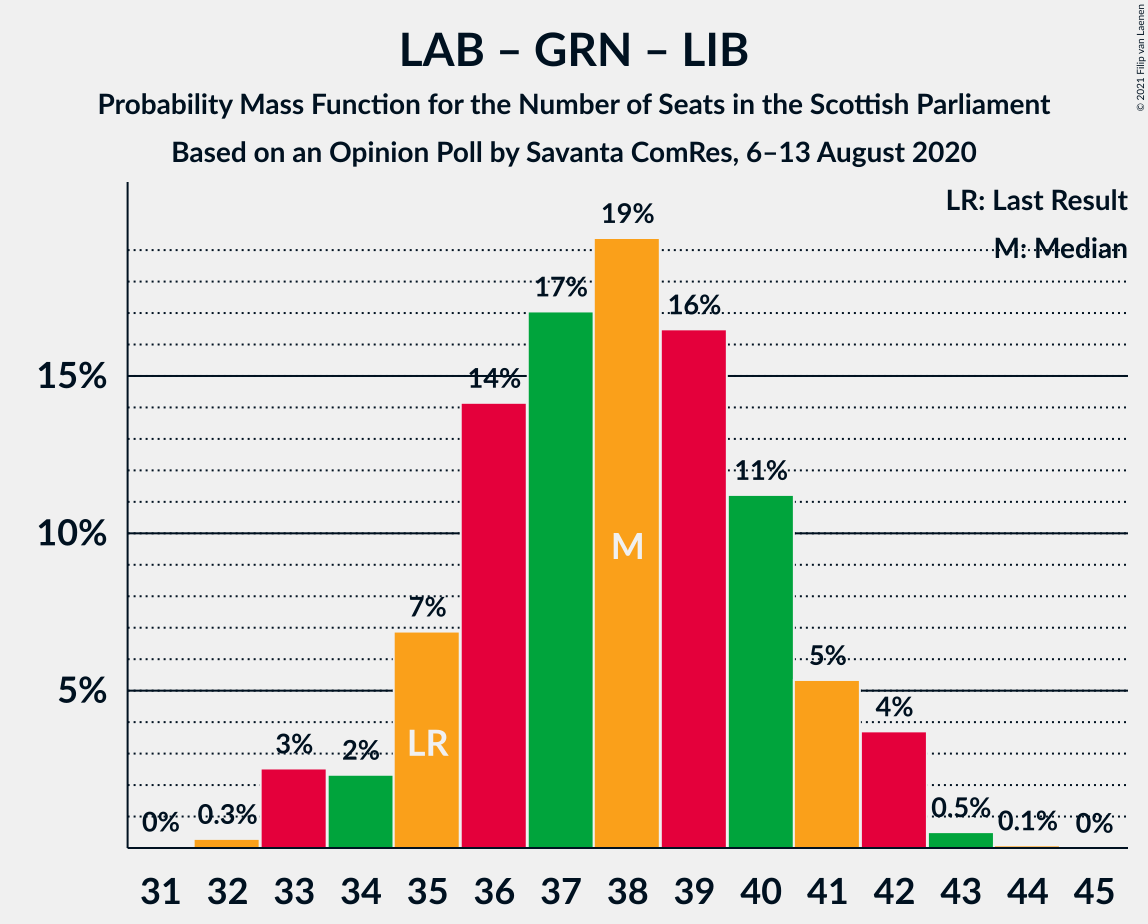 LAB – GRN – LIB
Probability Mass Function for the Number of Seats in the Scottish Parliament
Based on an Opinion Poll by Savanta ComRes, 6–13 August 2020
© 2021 Filip van Laenen
LR: Last Result
M: Median
15%
10%
5%
0%
0.3%
3%
2%
7%
14%
17%
19%
16%
11%
5%
4%
0.5%
0.1%
0%
LR
M
31 32 33 34 35 36 37 38 39 40 41 42 43 44 45